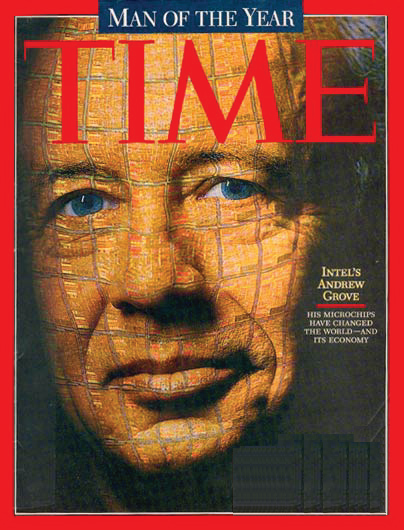 MAN OF THE YEAR
TIME
INTEL'S
ANDREW
GROVE
HIS MICROCHIPS
HAVE CHANGED
THE WORLD—AND
ITS ECONOMY